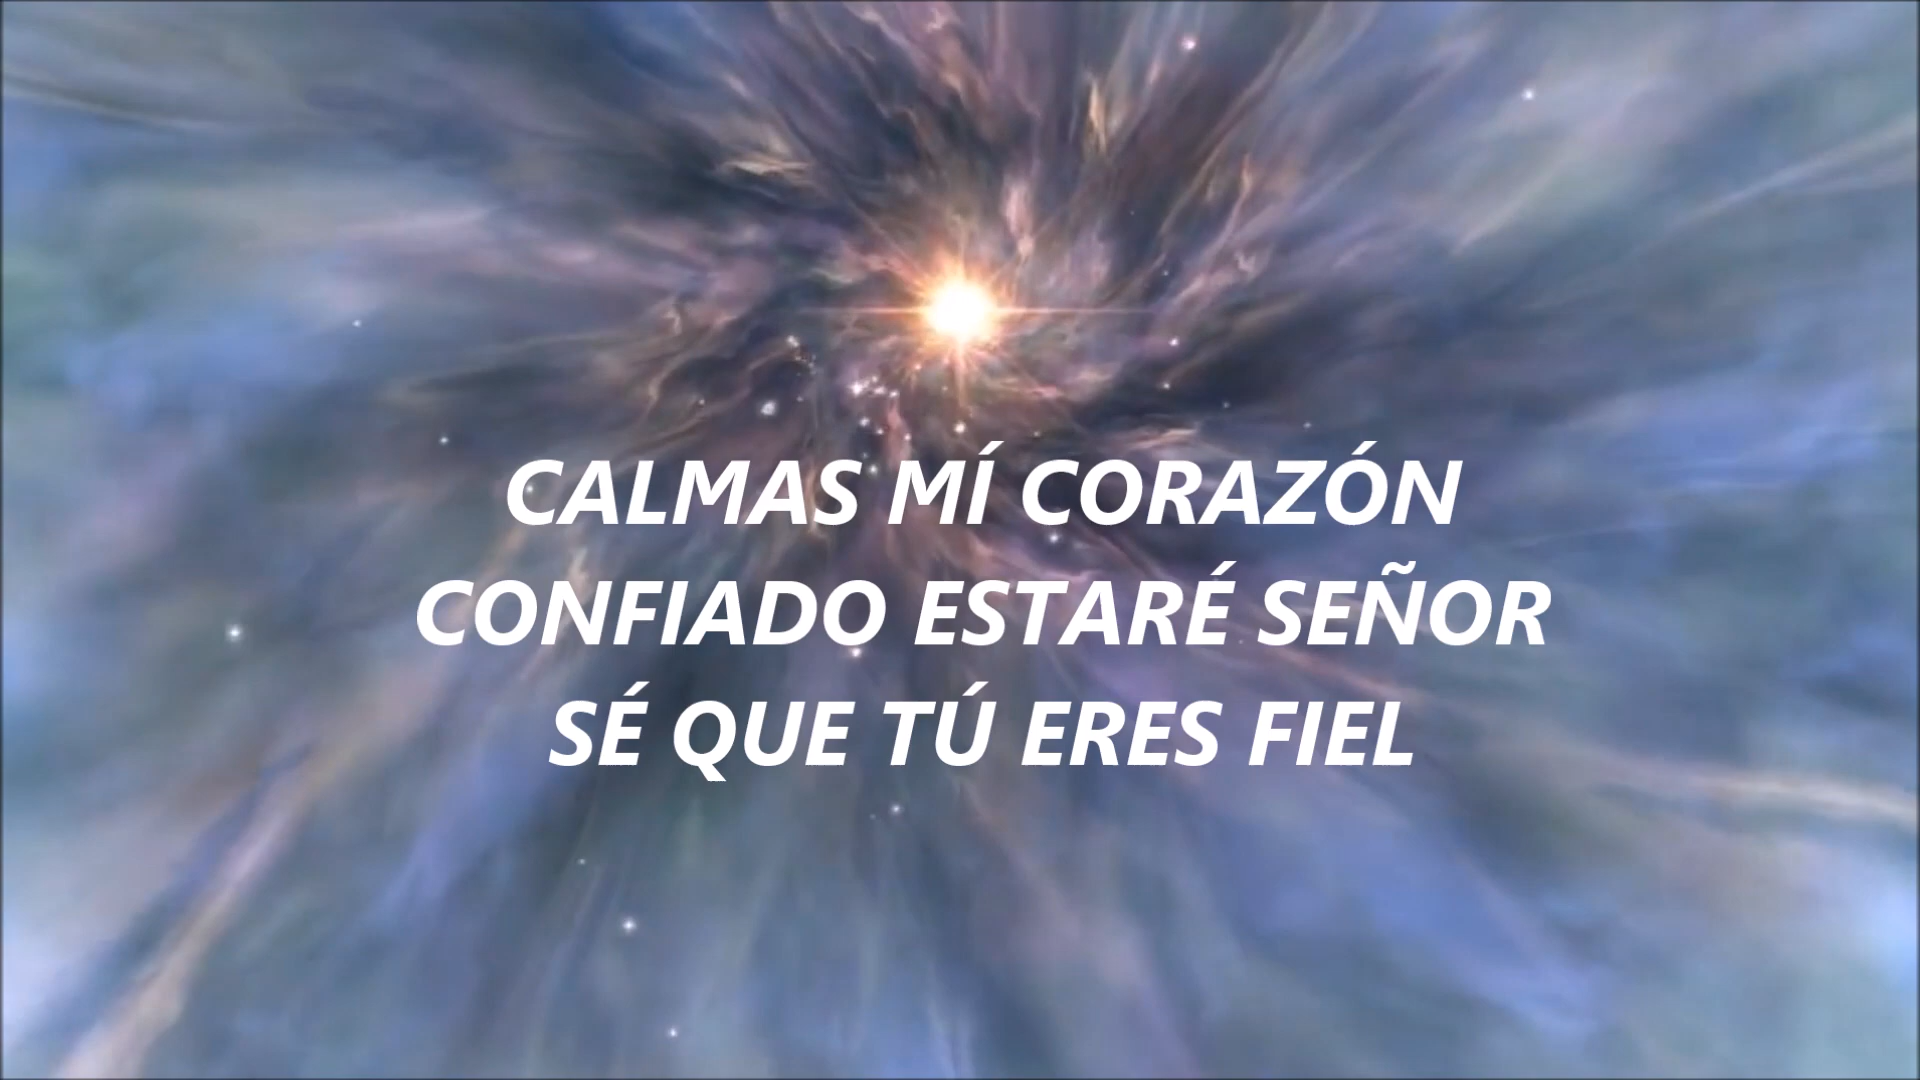 CALMAS MÍ CORAZÓN
CONFIADO ESTARÉ SEÑOR
SÉ QUE TÚ ERES FIEL